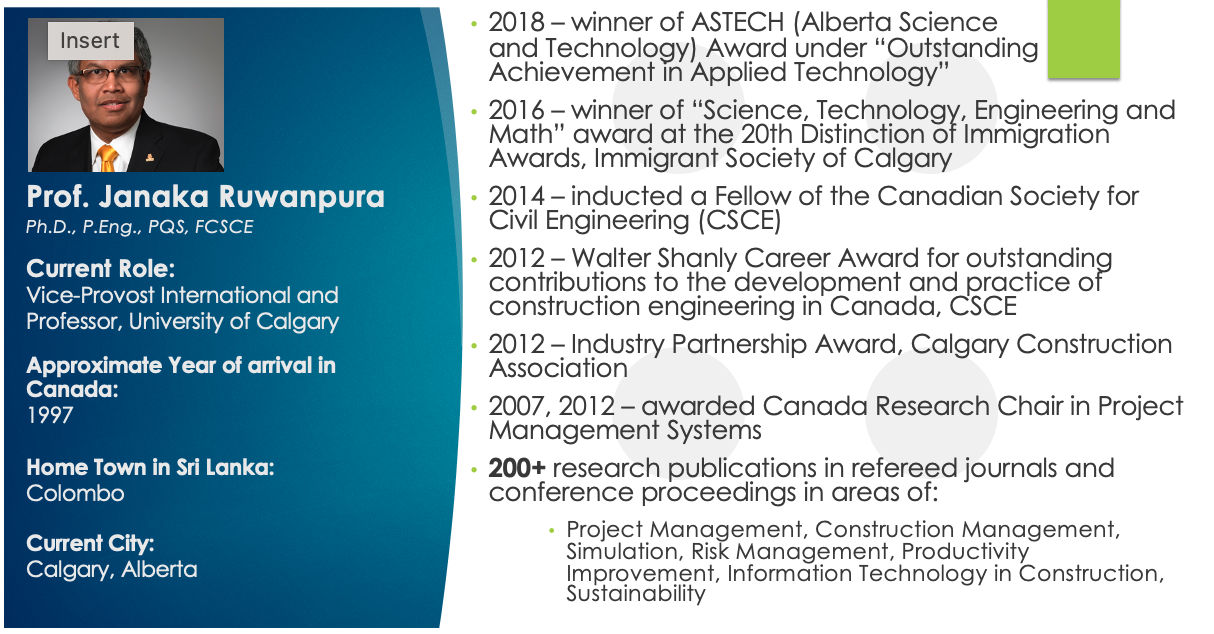 Insert
Prof. Janaka Ruwanpura
Ph.D., P.Eng., PQS, FCSCE
Current Role:
Vice-Provost International and
Professor, University of Calgary
Approximate Year of arrival in
Canada:
1997
Home Town in Sri Lanka:
Colombo
Current City:
Calgary, Alberta
• 2018 – winner of ASTECH (Alberta Science
and Technology) Award under “Outstanding
Achievement in Applied Technology”
• 2016 – winner of “Science, Technology, Engineering and
Math” award at the 20th Distinction of Immigration
Awards, Immigrant Society of Calgary
• 2014 – inducted a Fellow of the Canadian Society for
Civil Engineering (CSCE)
• 2012 – Walter Shanly Career Award for outstanding
contributions to the development and practice of
construction engineering in Canada, CSCE
• 2012 – Industry Partnership Award, Calgary Construction
Association
• 2007, 2012 – awarded Canada Research Chair in Project
Management Systems
• 200+ research publications in refereed journals and
conference proceedings in areas of:
• Project Management, Construction Management,
Simulation, Risk Management, Productivity
Improvement, Information Technology in Construction,
Sustainability